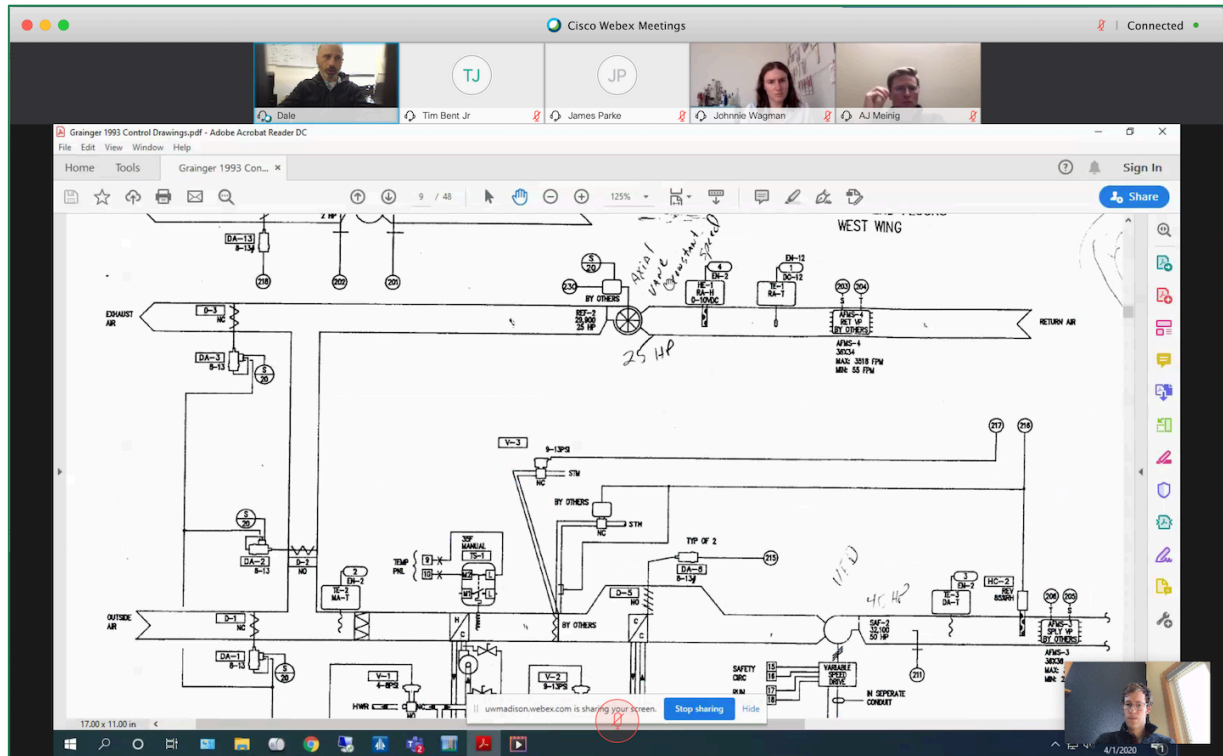 Cisco Webex Meetings
Connected
TJ
JP
Dale
Tim Bent Jr
James Parke
Johnnie Wagman
AJ Meinig
Grainger 1993 Control Drawings.pdf - Adobe Acrobat Reader DC
File Edit View Window Help
Home Tools Grainger 1993 Con... ×
Sign In
9 / 48
125%
Share
2 HP
WEST WING
DA-13
8-13#
218
202
201
S
20
230
BY OTHERS
AXIAL
VANE
CONSTANT
SPEED
4
EN-2
HE-1
RA-H
0-10VDC
EN-12
1
DC-12
TE-1
RA-T
203 204
S T
AFMS-4
RET VP
BY OTHERS
AFMS-4
38X34
MAX: 3518 FPM
MIN: 55 FPM
EXHAUST
AIR
D-3
NC
REF-2
29,900
25 HP
25 HP
RETURN AIR
DA-3
8-13
S
20
V-3
9-13PSI
STM
NC
217
216
BY OTHERS
STM
NC
S
20
DA-2
8-13
D-2
NO
TEMP
PNL
9
10
35F
MANUAL
TS-1
M2 L
M1 L
TYP OF 2
DA-6
8-13#
215
2
EN-2
TE-2
MA-T
D-5
NO
VFD
45 HP
3
EN-2
TE-3
DA-T
HC-2
REV
85%RH
206 205
S T
AFMS-3
SPLY VP
BY OTHERS
AFMS-3
38X38
OUTSIDE
AIR
D-1
NC
H
C
BY OTHERS
C
C
SAF-2
32,100
50 HP
211
DA-1
8-13
S
20
V-1
4-8PSI
HWR
NC
V-2
9-13PSI
SAFETY
CIRC
RUN
15
16
17
18
VARIABLE
SPEED
DRIVE
IN SEPERATE
CONDUIT
uwmadison.webex.com is sharing your screen.
Stop sharing
Hide
17.00 x 11.00 in
4/1/2020